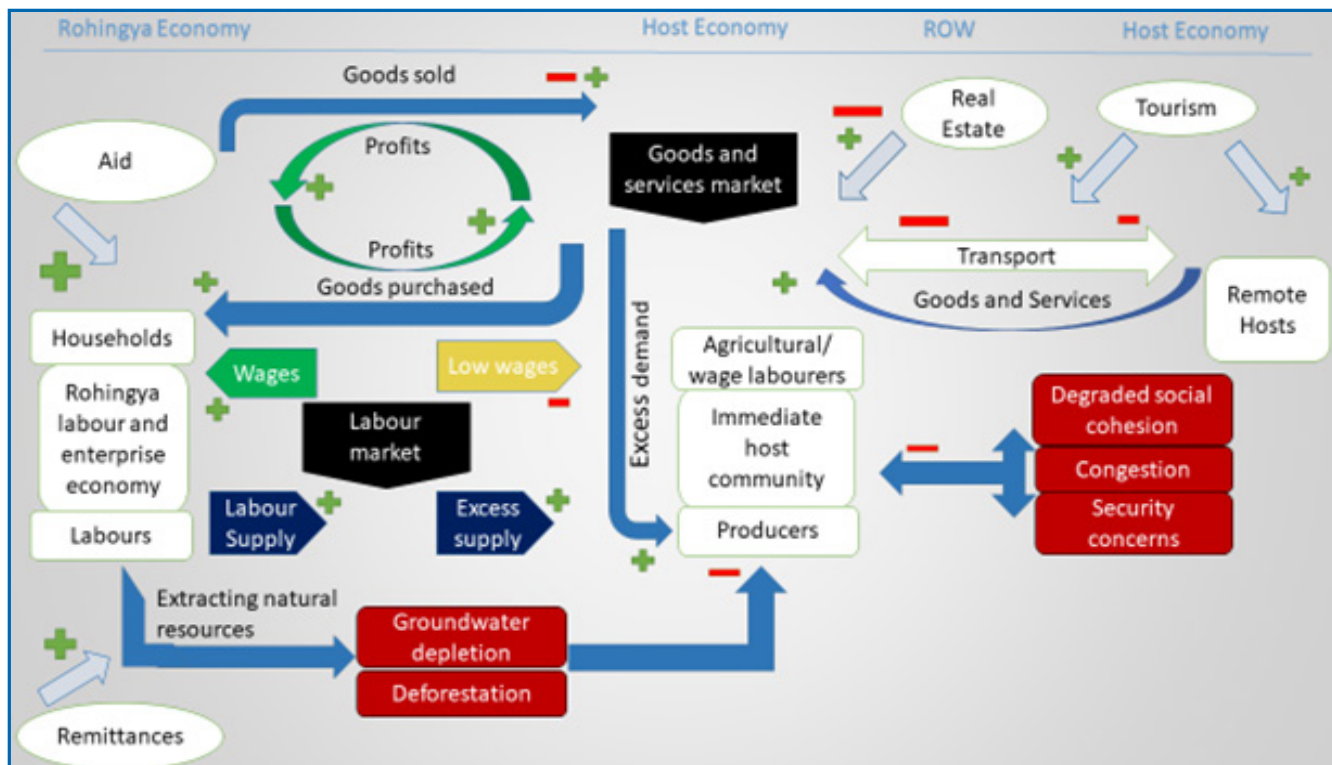 Rohingya Economy
Host Economy
ROW
Host Economy
Goods sold
Real
Estate
Tourism
Aid
Profits
Goods and
services market
Profits
Transport
Goods purchased
Goods and Services
Remote
Hosts
Households
Wages
Low wages
Excess demand
Agricultural/
wage labourers
Rohingya
labour and
enterprise
economy
Labour
market
Immediate
host
community
Degraded social
cohesion
Congestion
Security
concerns
Labours
Labour
Supply
Excess
supply
Producers
Extracting natural
resources
Groundwater
depletion
Deforestation
Remittances